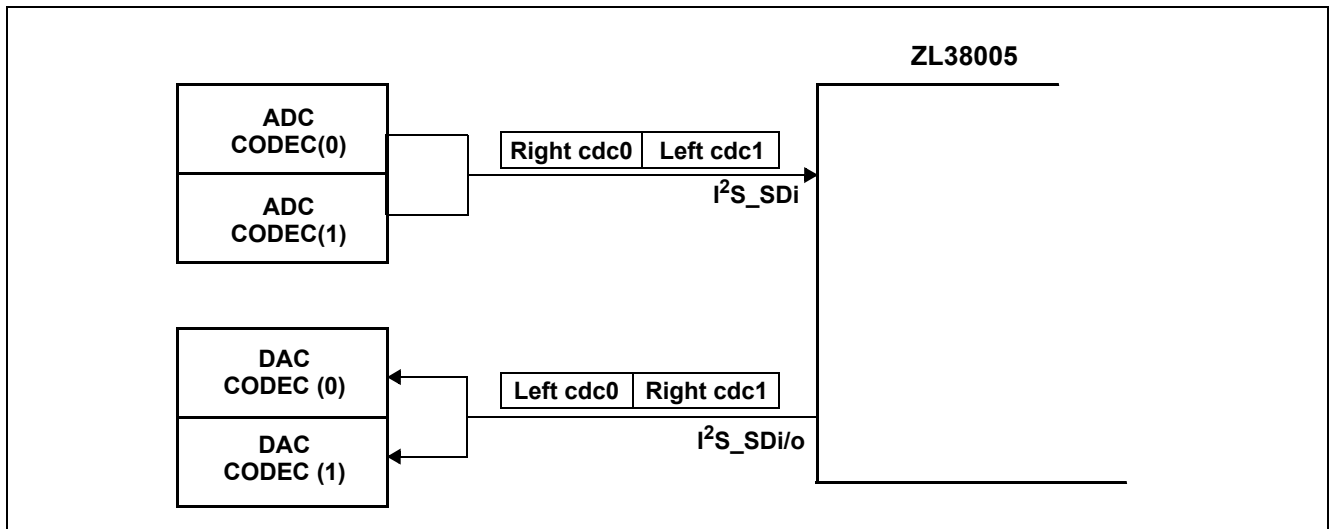 ZL38005
ADC
CODEC(0)
ADC
CODEC(1)
Right cdc0 Left cdc1
I²S_SDi
DAC
CODEC (0)
DAC
CODEC (1)
Left cdc0 Right cdc1
I²S_SDi/o